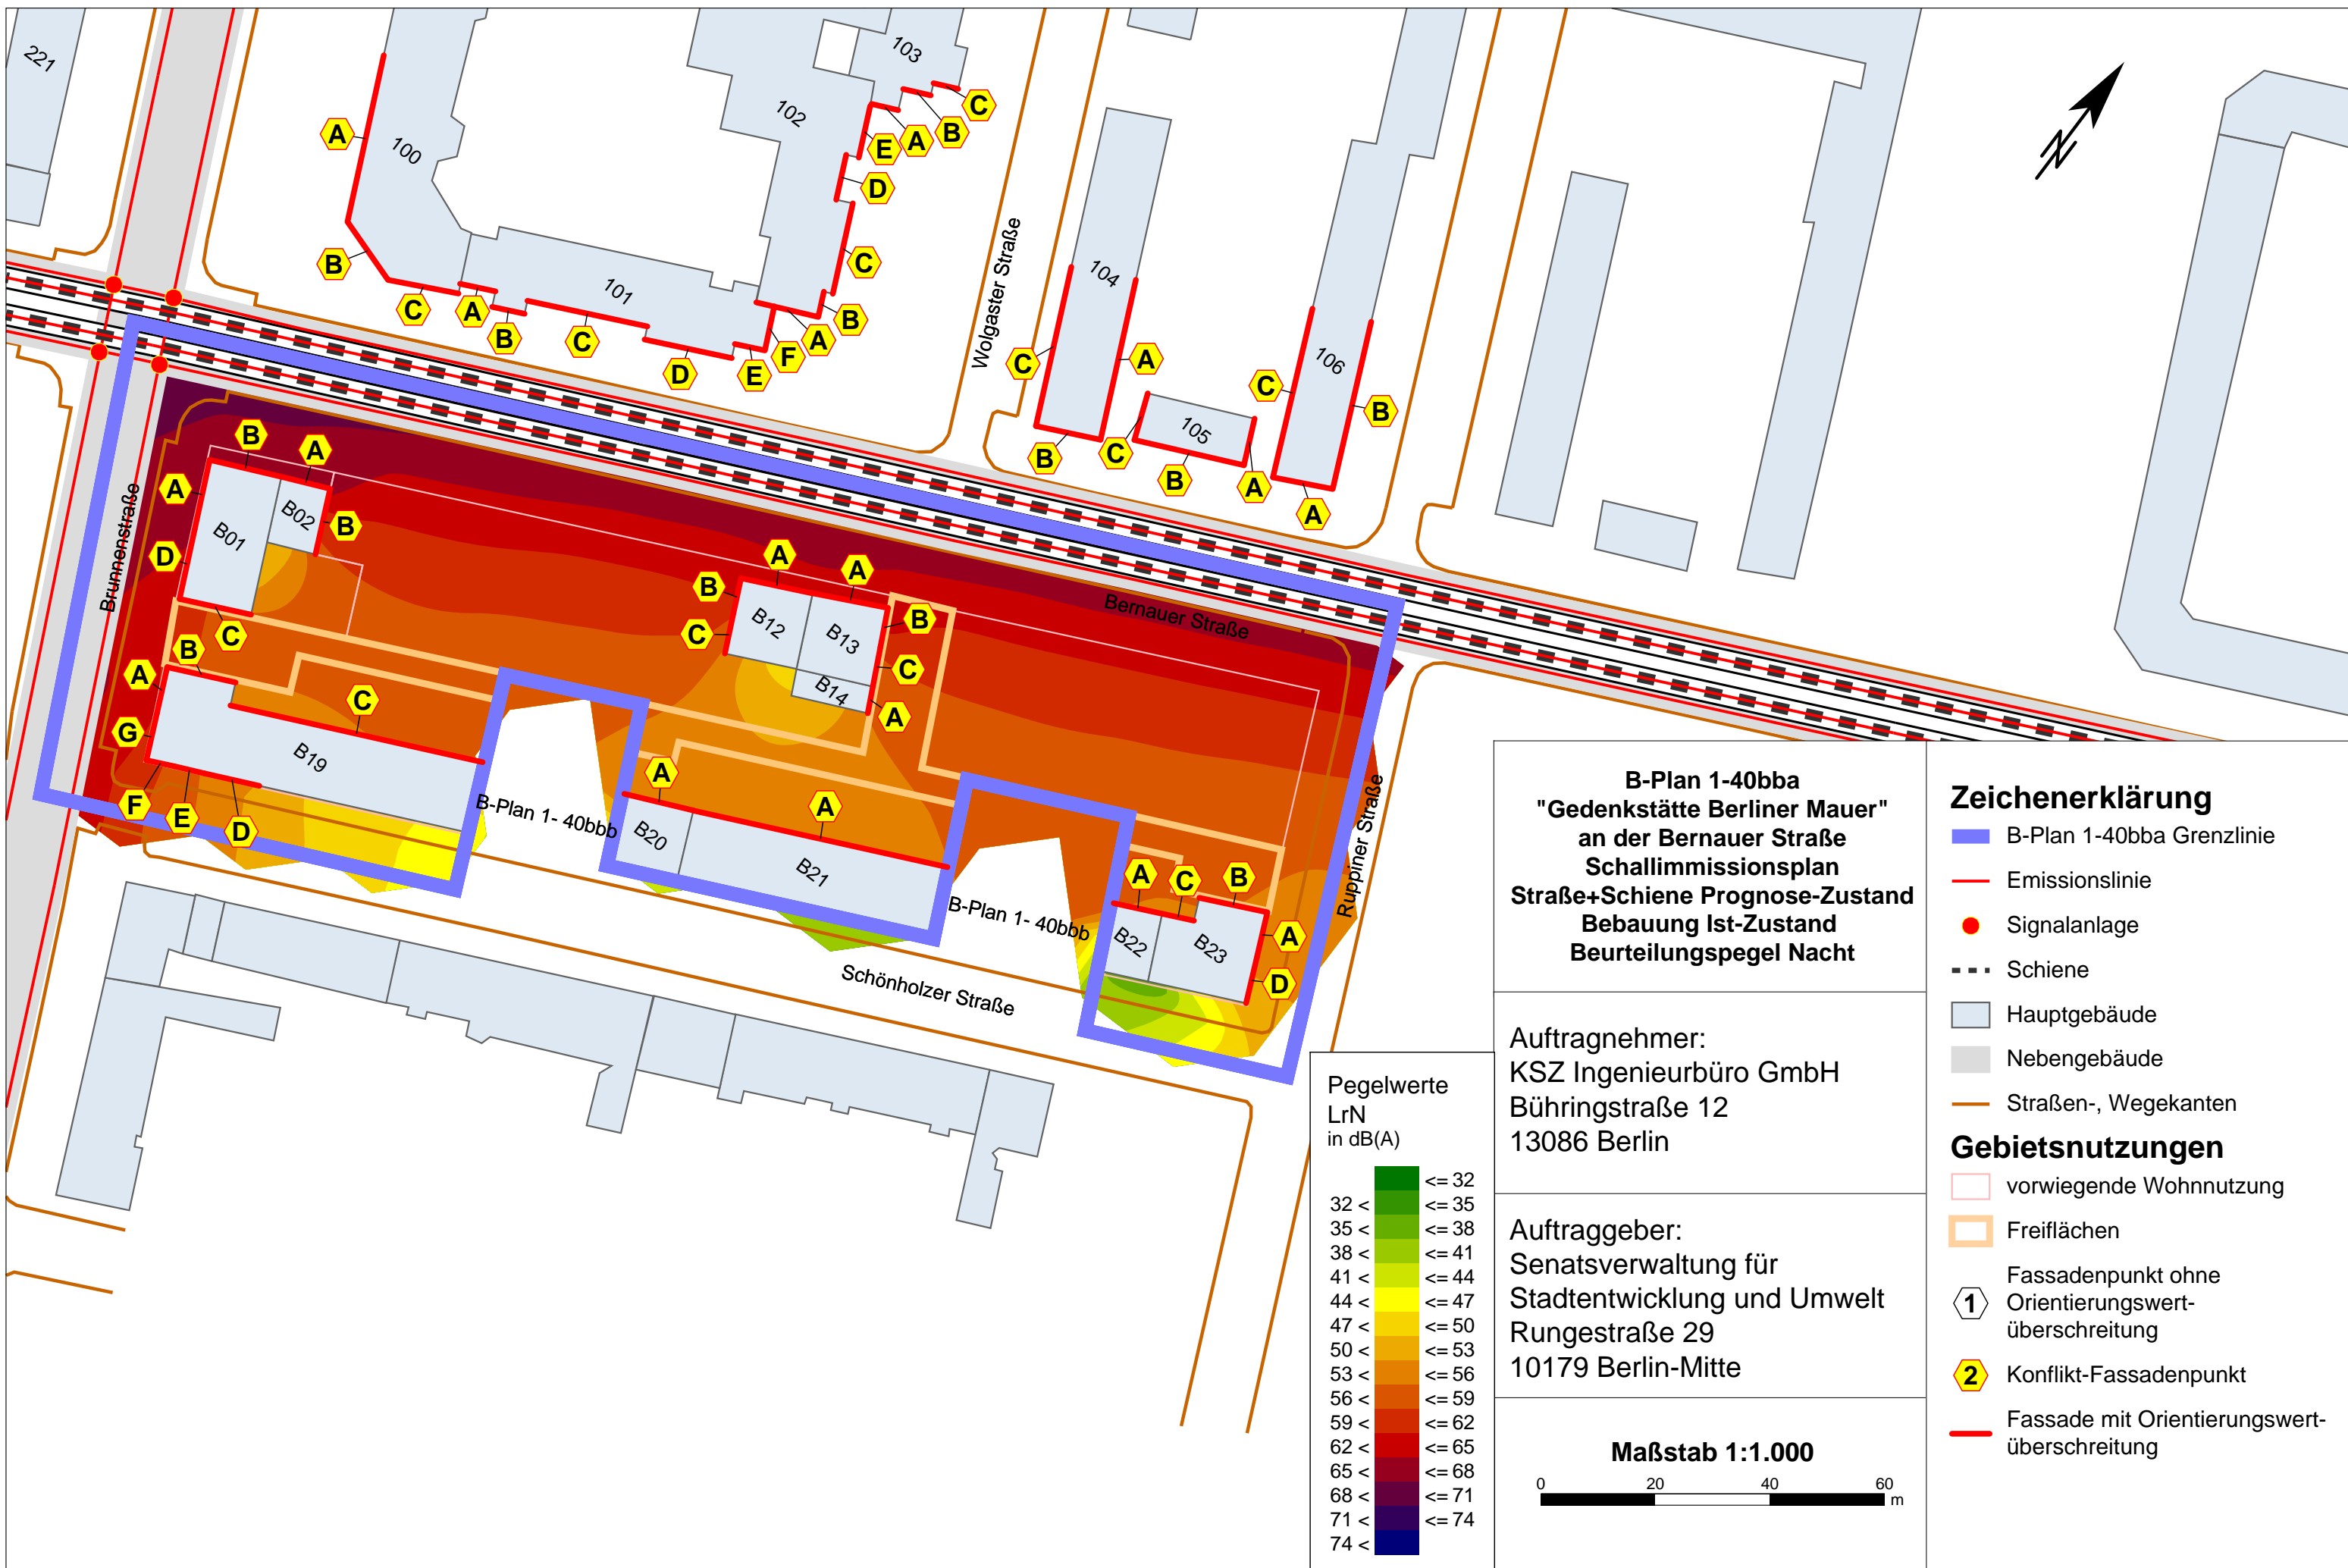 221
103
C
102
B
A
E
A
100
D
Wolgaster Straße
B
C
104
101
C
A
B
B
C
A
F
D
E
C
A
106
C
B
105
B
C
B
A
A
B
A
A
Brunnenstraße
B02
B
B01
D
C
A
A
B
B12
B13
B
C
C
B14
A
Bernauer Straße
B
A
C
G
B19
F
E
D
B-Plan 1- 40bbb
A
A
B20
B21
B-Plan 1- 40bbb
Schönholzer Straße
Ruppiner Straße
A
C
B
B22
B23
A
D
B-Plan 1-40bba
"Gedenkstätte Berliner Mauer"
an der Bernauer Straße
Schallimmissionsplan
Straße+Schiene Prognose-Zustand
Bebauung Ist-Zustand
Beurteilungspegel Nacht
Auftragnehmer:
KSZ Ingenieurbüro GmbH
Bühringstraße 12
13086 Berlin
Auftraggeber:
Senatsverwaltung für
Stadtentwicklung und Umwelt
Rungestraße 29
10179 Berlin-Mitte
Maßstab 1:1.000
0 20 40 60
m
Pegelwerte
LrN
in dB(A)
<= 32
32 < <= 35
35 < <= 38
38 < <= 41
41 < <= 44
44 < <= 47
47 < <= 50
50 < <= 53
53 < <= 56
56 < <= 59
59 < <= 62
62 < <= 65
65 < <= 68
68 < <= 71
71 < <= 74
74 <
Zeichenerklärung
B-Plan 1-40bba Grenzlinie
Emissionslinie
Signalanlage
Schiene
Hauptgebäude
Nebengebäude
Straßen-, Wegekanten
Gebietsnutzungen
vorwiegende Wohnnutzung
Freiflächen
Fassadenpunkt ohne
1 Orientierungswert-
überschreitung
2 Konflikt-Fassadenpunkt
Fassade mit Orientierungswert-
überschreitung
N